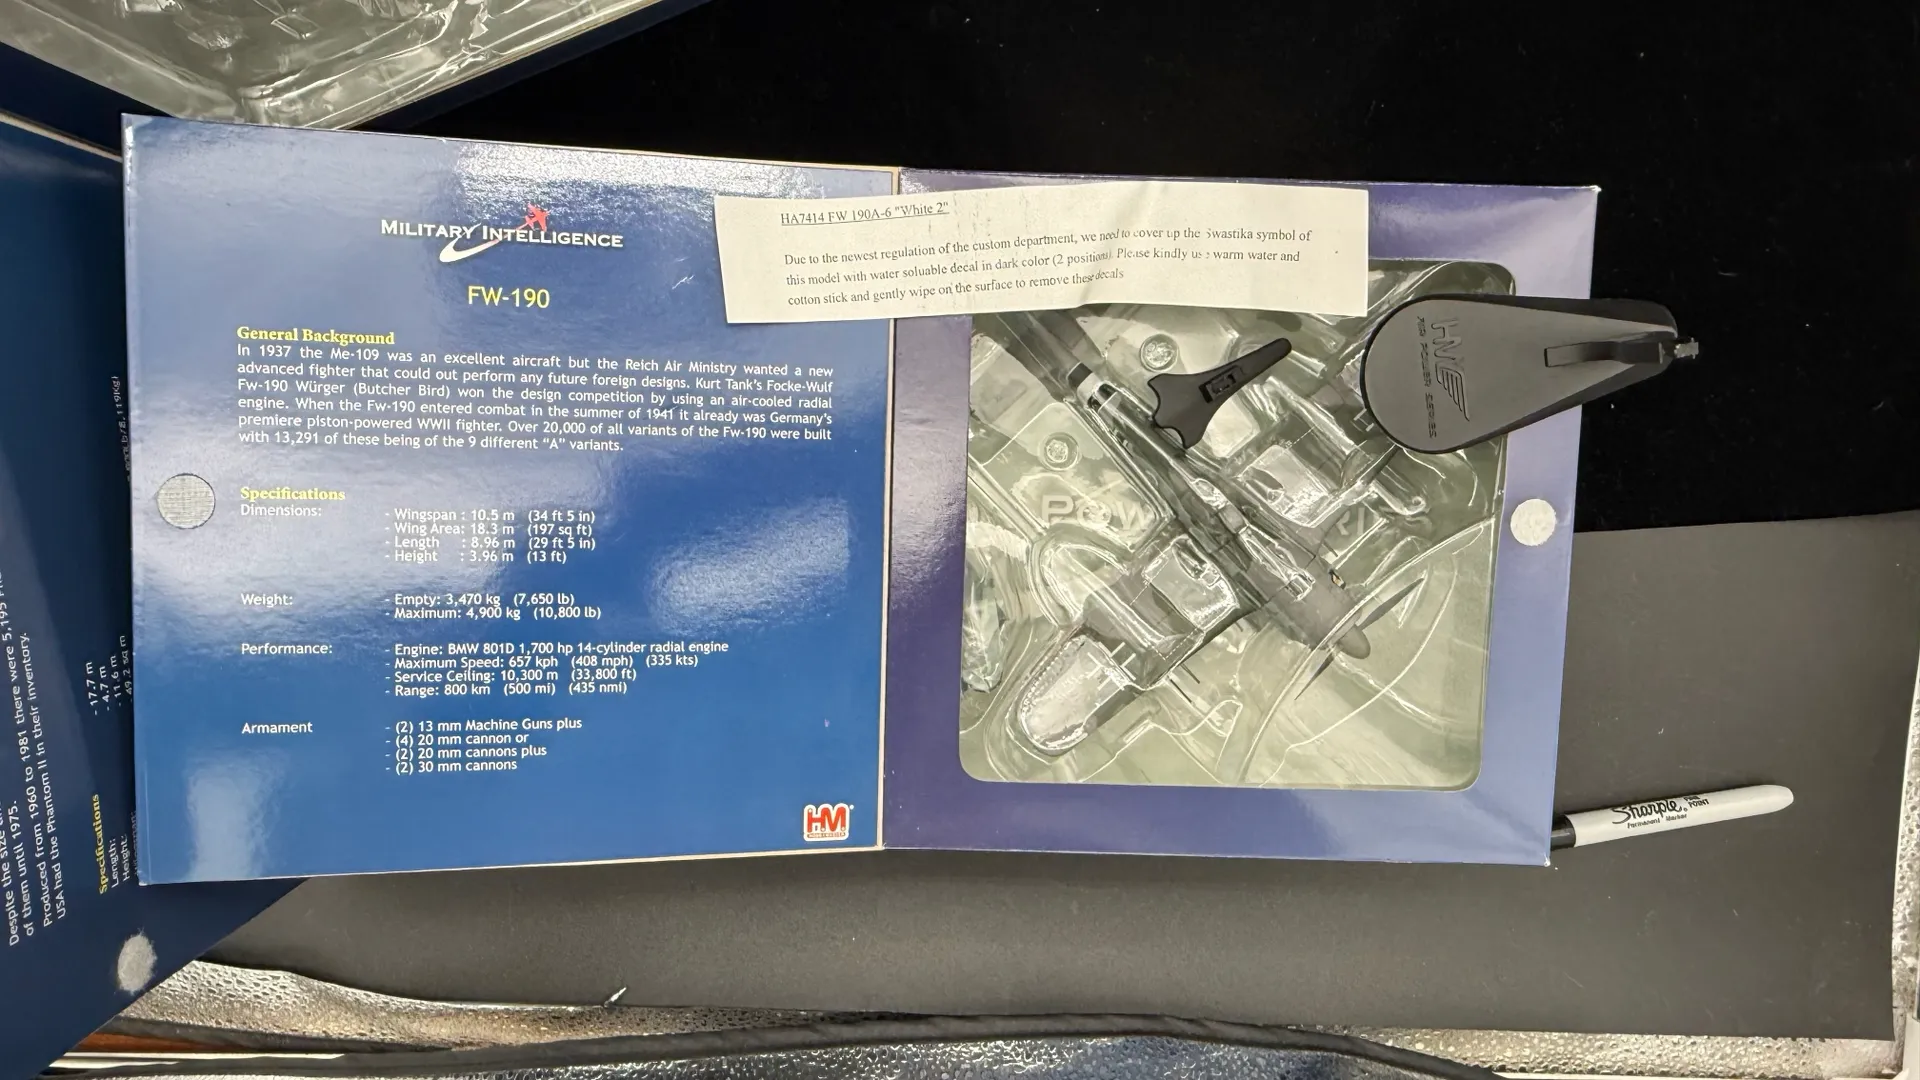 MILITARY INTELLIGENCE
FW-190
General Background
In 1937 the Me-109 was an excellent aircraft but the Reich Air Ministry wanted a new
advanced fighter that could out perform any future foreign designs. Kurt Tank's Focke-Wulf
Fw-190 Würger (Butcher Bird) won the design competition by using an air-cooled radial
engine. When the Fw-190 entered combat in the summer of 1941 it already was Germany's
premiere piston-powered WWII fighter. Over 20,000 of all variants of the Fw-190 were built
with 13,291 of these being of the 9 different "A" variants.
Specifications
Dimensions:
- Wingspan : 10.5 m (34 ft 5 in)
- Wing Area: 18.3 m (197 sq ft)
- Length : 8.96 m (29 ft 5 in)
- Height : 3.96 m (13 ft)
Weight:
- Empty: 3,470 kg (7,650 lb)
- Maximum: 4,900 kg (10,800 lb)
Performance:
- Engine: BMW 801D 1,700 hp 14-cylinder radial engine
- Maximum Speed: 657 kph (408 mph) (335 kts)
- Service Ceiling: 10,300 m (33,800 ft)
- Range: 800 km (500 mi) (435 nmi)
Armament
- (2) 13 mm Machine Guns plus
- (4) 20 mm cannon or
- (2) 20 mm cannons plus
- (2) 30 mm cannons
HM
HA7414 FW 190A-6 "White 2"
Due to the newest regulation of the custom department, we need to cover up the Swastika symbol of
this model with water soluable decal in dark color (2 positions). Please kindly use warm water and
cotton stick and gently wipe on the surface to remove these decals
AIR POWER SERIES
Sharpie
FINE POINT
Permanent Marker
Despite the size
of them until 1975.
Produced from 1960 to 1981 there were 5,195
USA had the Phantom II in their inventory.
Specifications
Length:
Height:
- 17.7 m
- 4.7 m
- 11.6 m
49.2 sq m